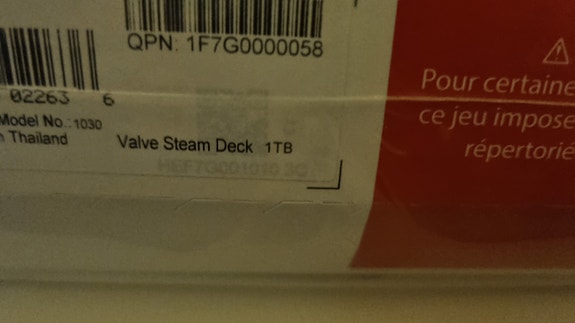 QPN: 1F7G0000058
02263 6
Model No.: 1030
Thailand
Valve Steam Deck 1TB
Pour certaine
ce jeu impose
répertorié